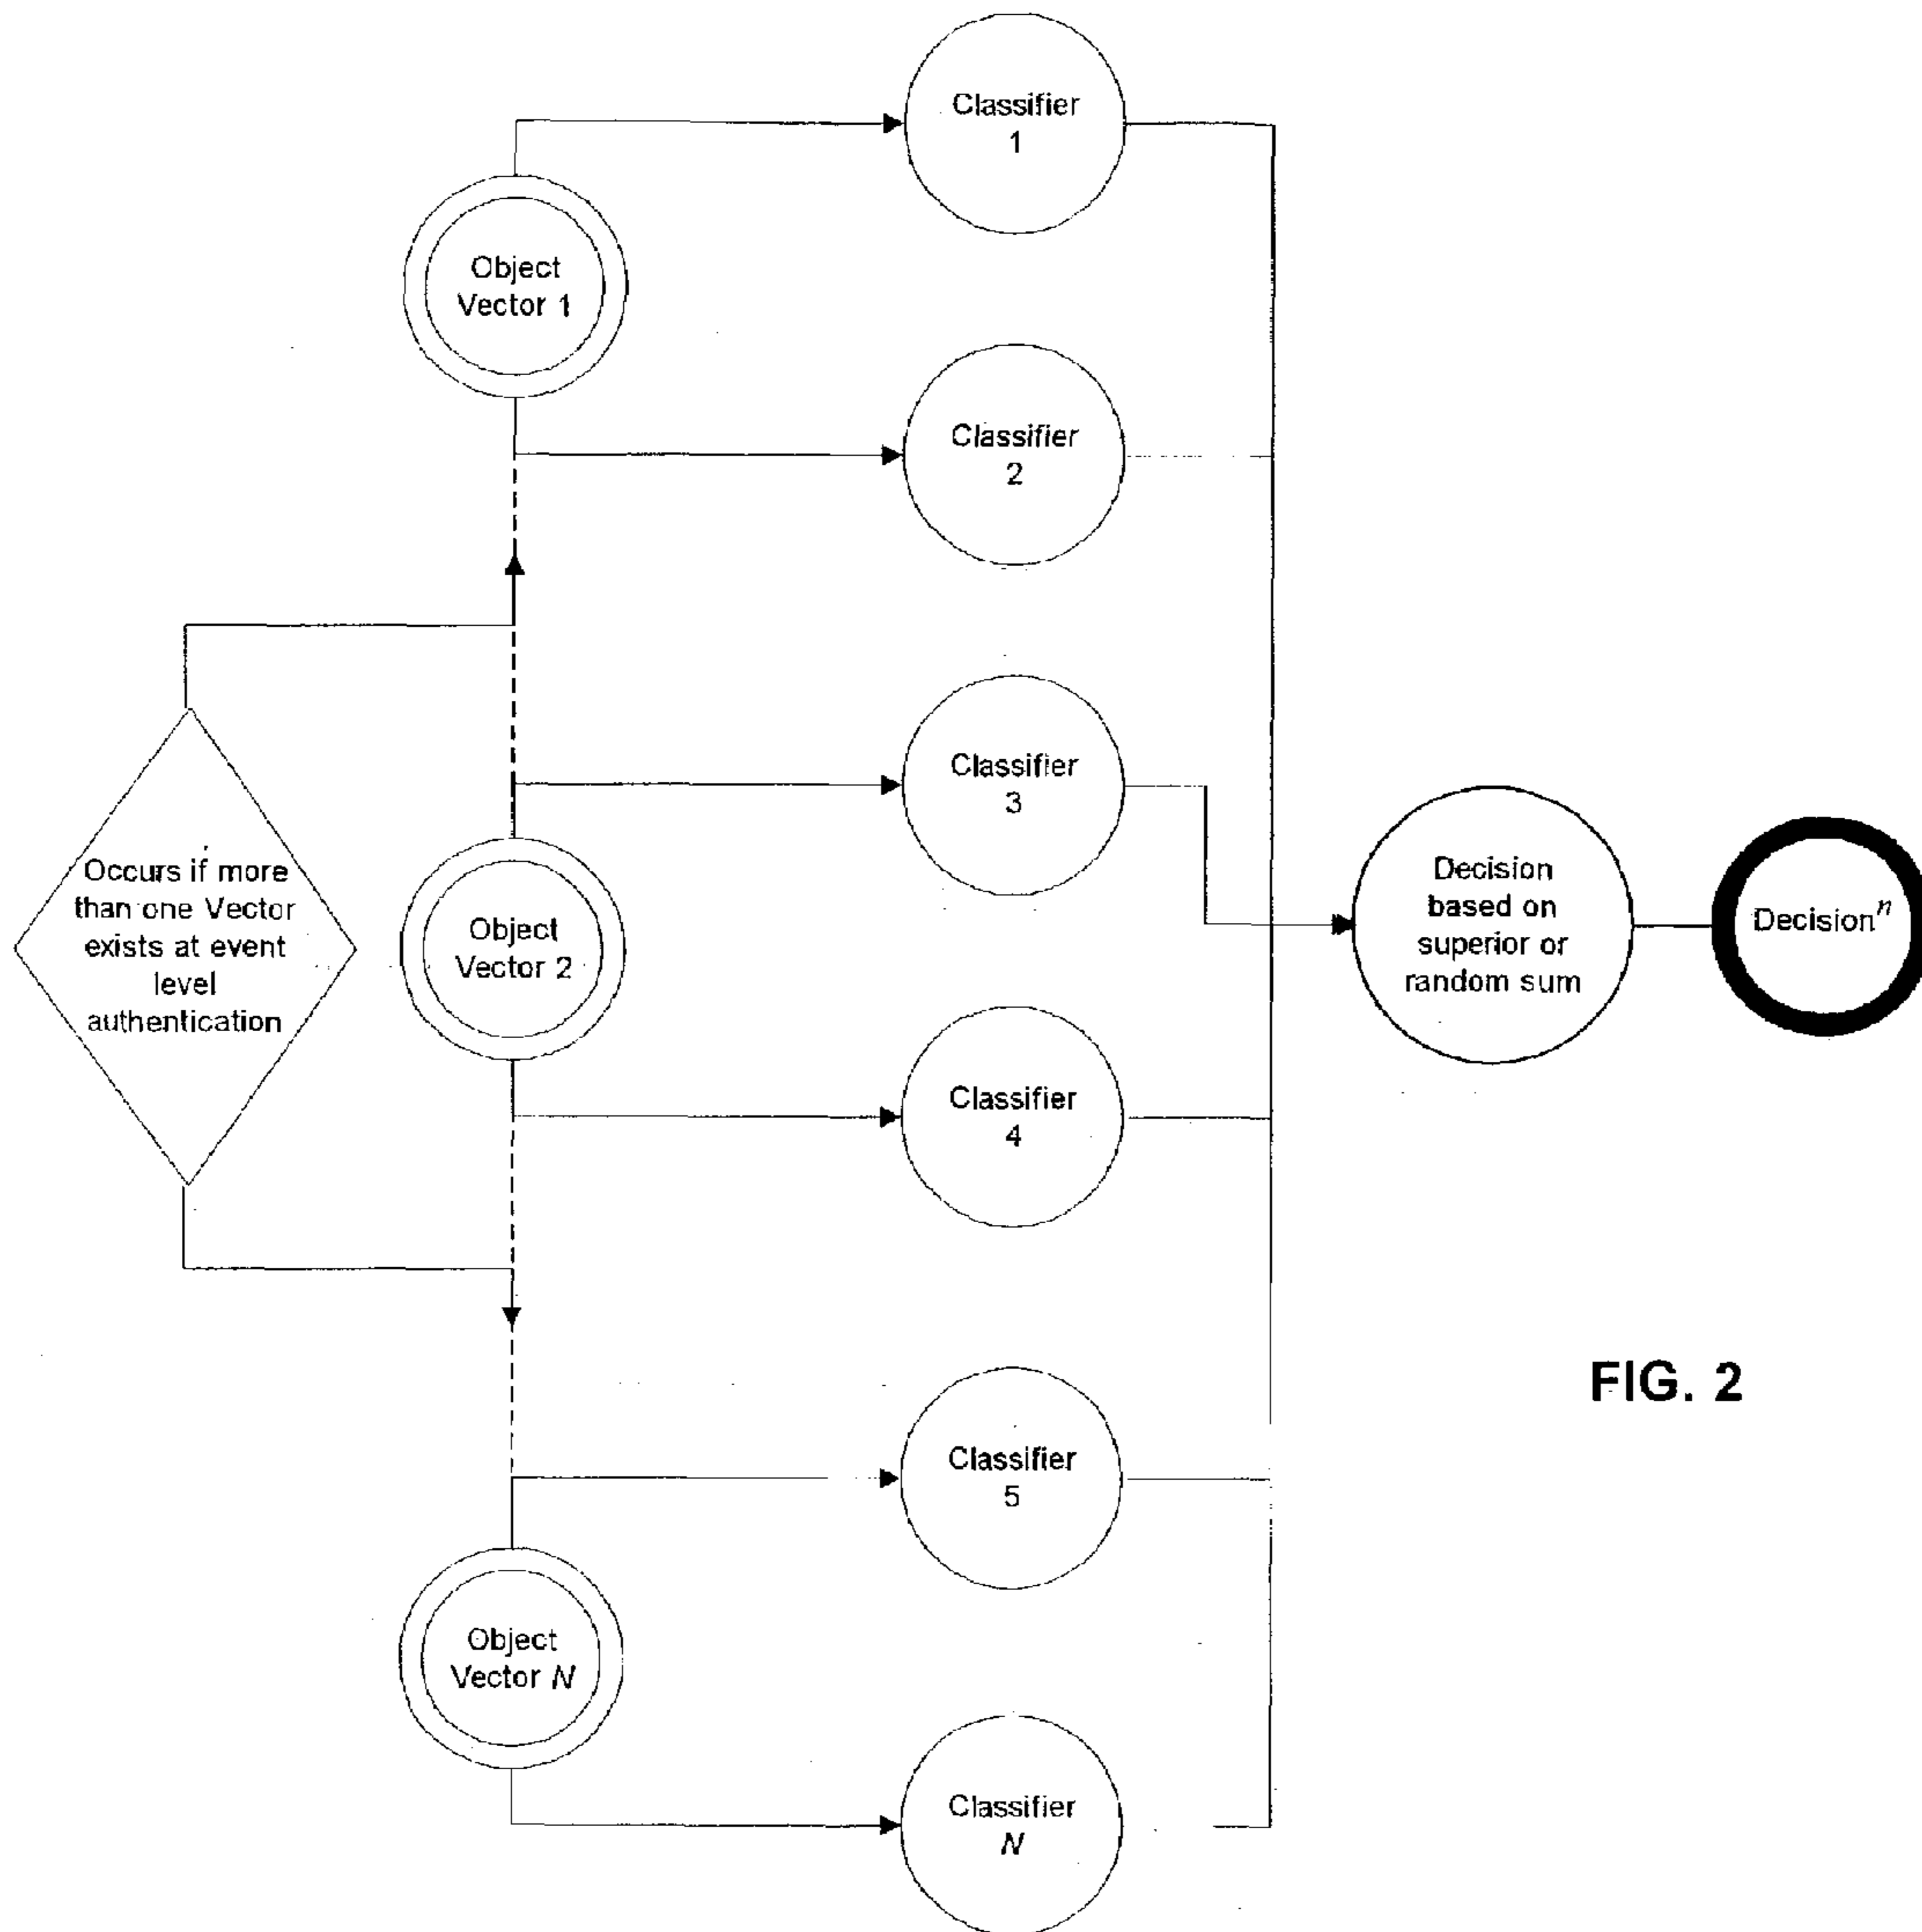 Classifier
1
Object
Vector 1
Classifier
2
Classifier
3
Occurs if more
than one Vector
exists at event
level
authentication
Object
Vector 2
Decision
based on
superior or
random sum
Decisionⁿ
Classifier
4
FIG. 2
Classifier
5
Object
Vector N
Classifier
N